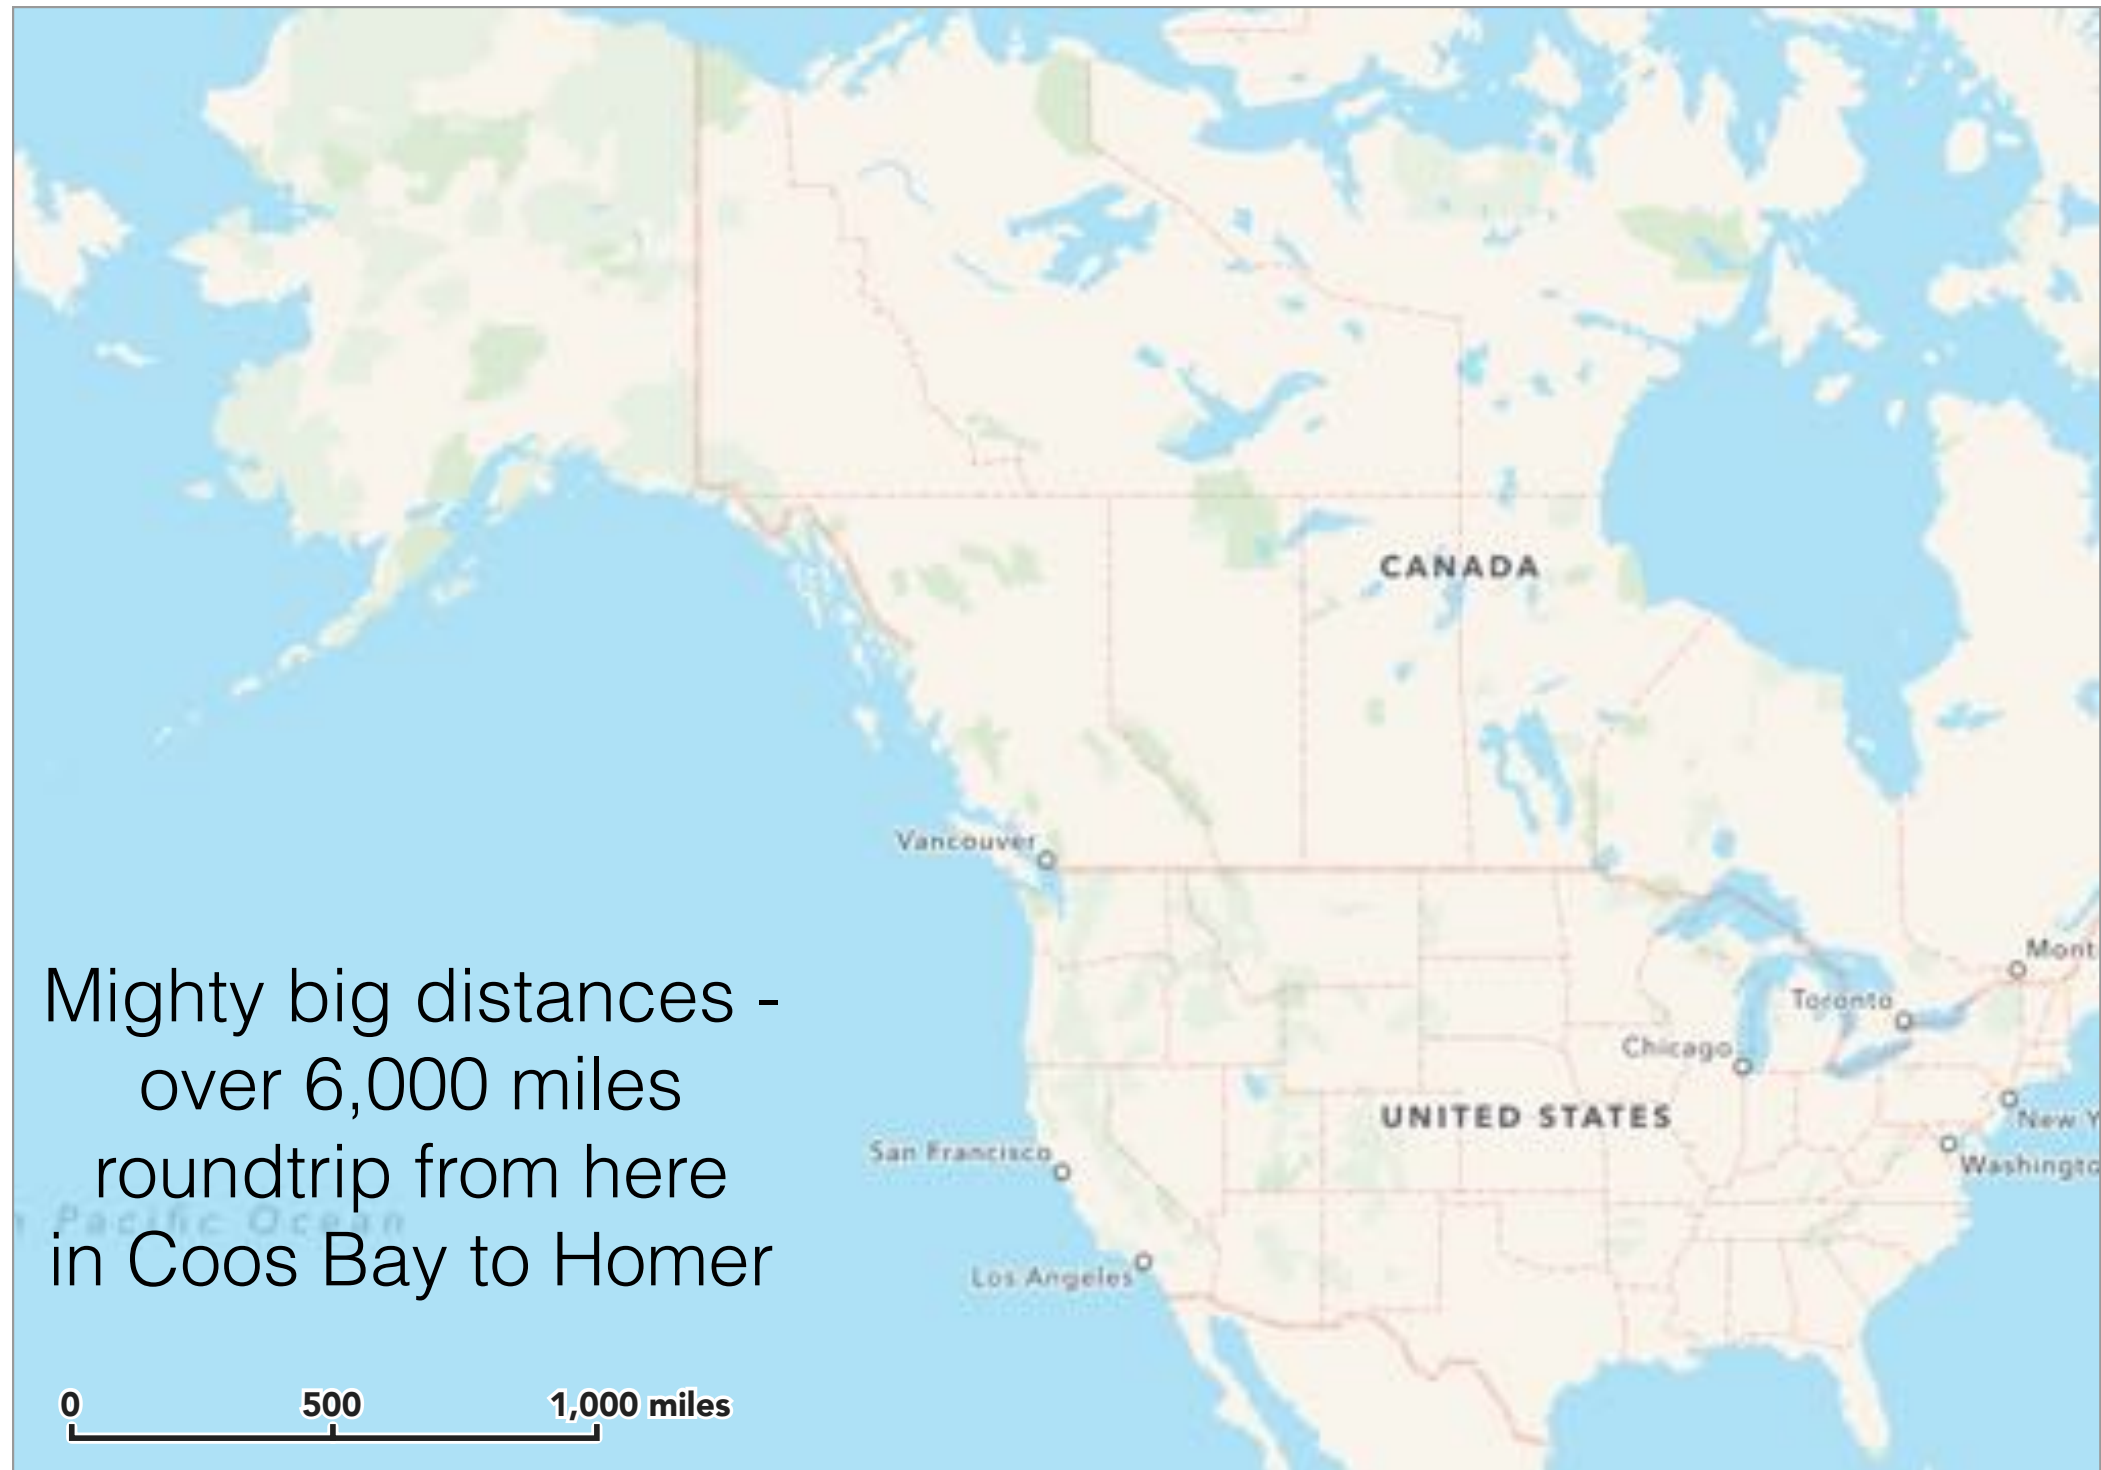 CANADA
Vancouver
Mont
Toronto
Chicago
UNITED STATES
New Y
Washingto
San Francisco
Los Angeles
Mighty big distances -
over 6,000 miles
roundtrip from here
in Coos Bay to Homer
Pacific Ocean
0 500 1,000 miles